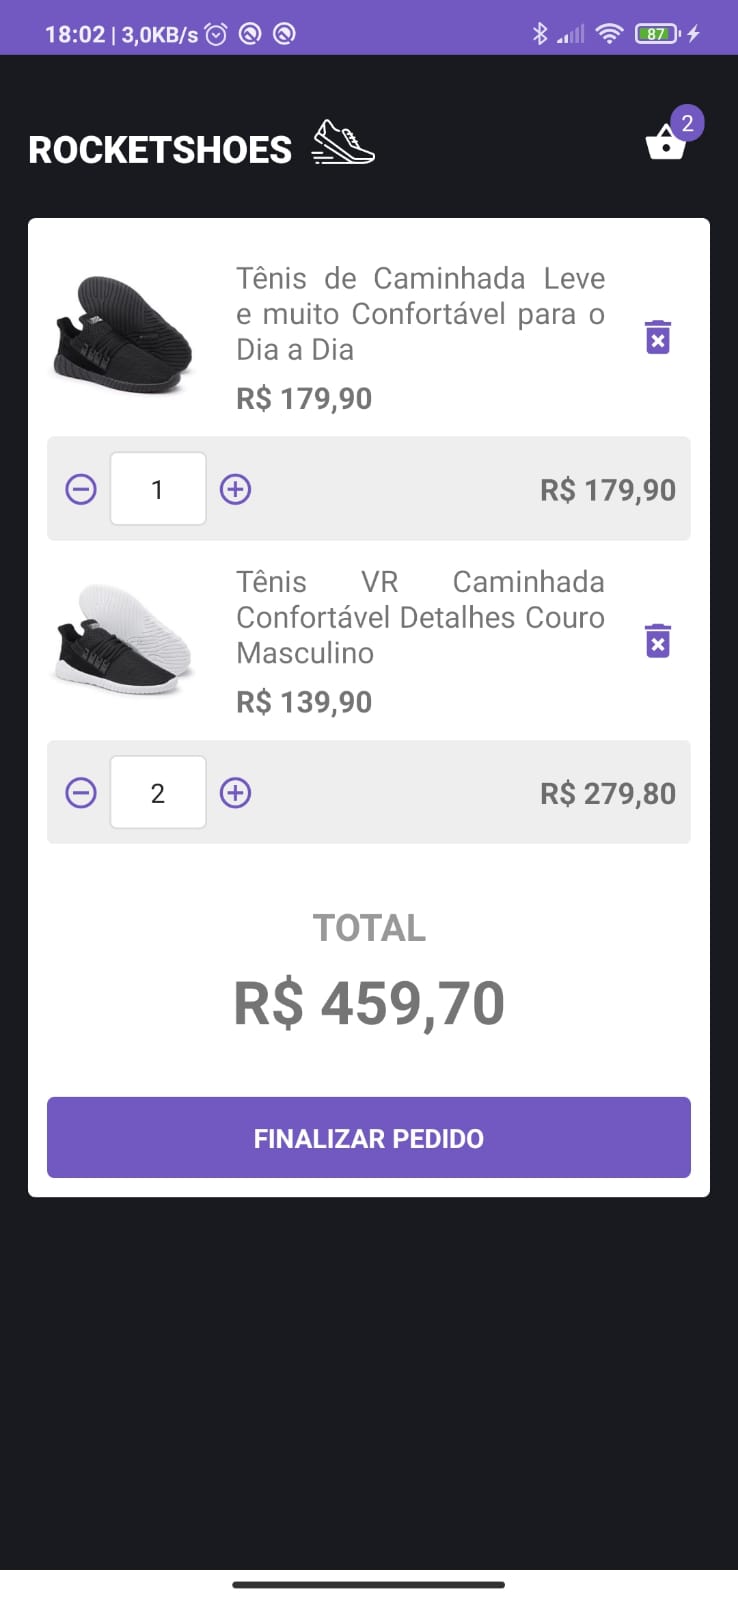 18:02 | 3,0KB/s
87
ROCKETSHOES
2
Tênis de Caminhada Leve
e muito Confortável para o
Dia a Dia
R$ 179,90
1
R$ 179,90
Tênis VR Caminhada
Confortável Detalhes Couro
Masculino
R$ 139,90
2
R$ 279,80
TOTAL
R$ 459,70
FINALIZAR PEDIDO